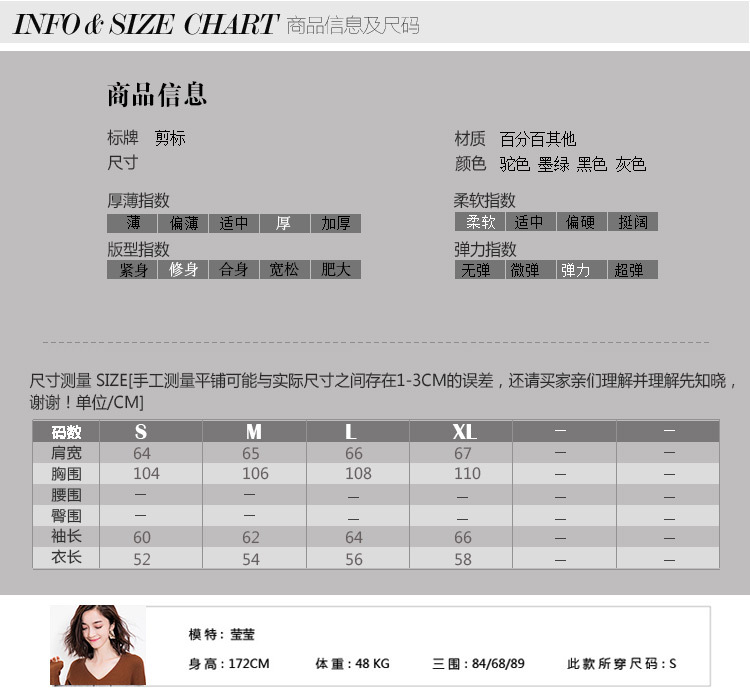 INFO & SIZE CHART 商品信息及尺码
商品信息
标牌 剪标
材质 百分百其他
尺寸
颜色 驼色 墨绿 黑色 灰色
厚薄指数
柔软指数
薄 偏薄 适中 厚 加厚
柔软 适中 偏硬 挺阔
版型指数
弹力指数
紧身 修身 合身 宽松 肥大
无弹 微弹 弹力 超弹
尺寸测量 SIZE[手工测量平铺可能与实际尺寸之间存在1-3CM的误差，还请买家亲们理解并理解先知晓，
谢谢！单位/CM]
码数 S M L XL — —
肩宽 64 65 66 67 — —
胸围 104 106 108 110 — —
腰围 — — — — — —
臀围 — — — — — —
袖长 60 62 64 66 — —
衣长 52 54 56 58 — —
模特：莹莹
身高：172CM 体重：48 KG 三围：84/68/89 此款所穿尺码：S